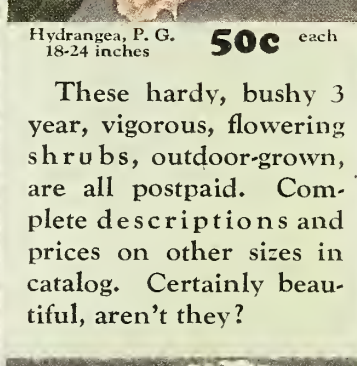 Hydrangea, P. G.
18-24 inches
50c each
These hardy, bushy 3
year, vigorous, flowering
shrubs, outdoor-grown,
are all postpaid. Com-
plete descriptions and
prices on other sizes in
catalog. Certainly beau-
tiful, aren't they?